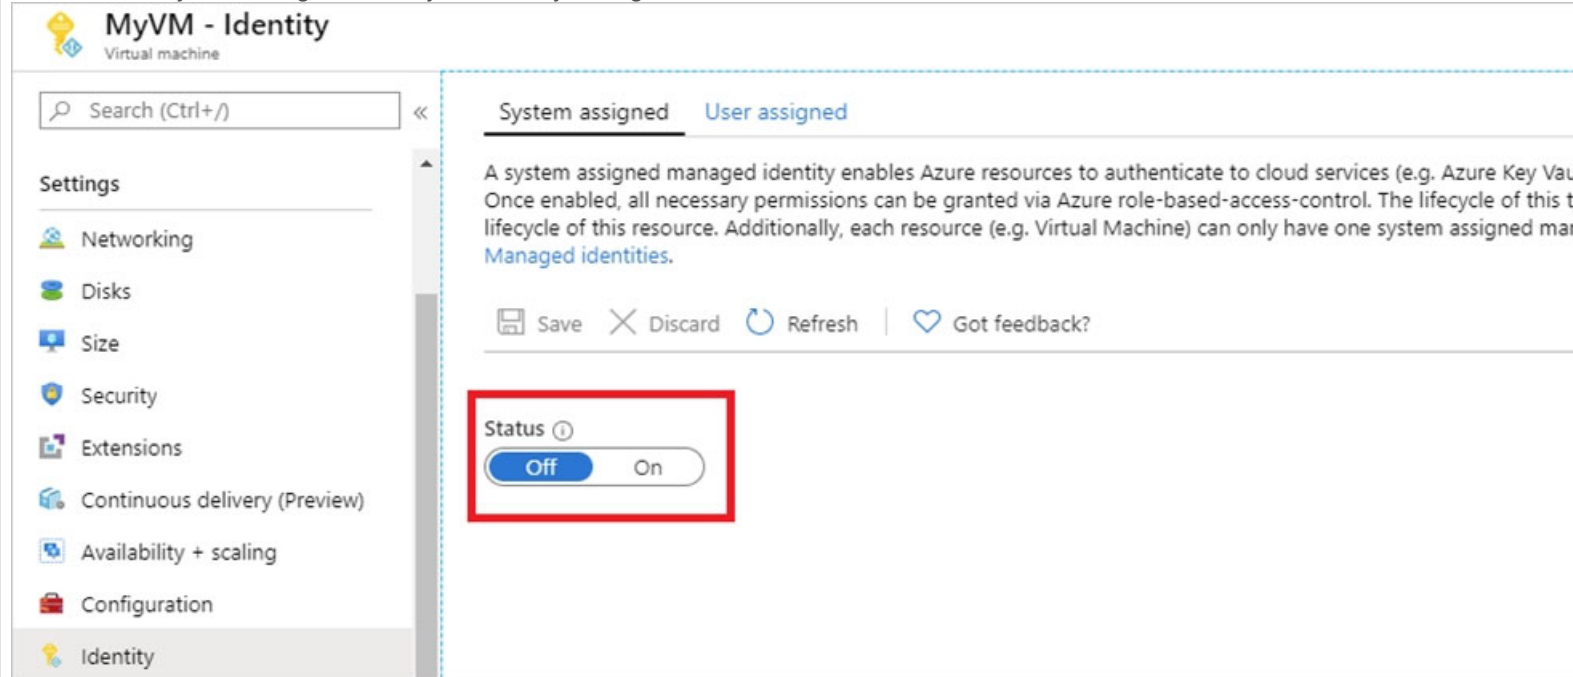 MyVM - Identity
Virtual machine
Search (Ctrl+/)
«
Settings
Networking
Disks
Size
Security
Extensions
Continuous delivery (Preview)
Availability + scaling
Configuration
Identity
System assigned User assigned
A system assigned managed identity enables Azure resources to authenticate to cloud services (e.g. Azure Key
Once enabled, all necessary permissions can be granted via Azure role-based-access-control. The lifecycle of this
lifecycle of this resource. Additionally, each resource (e.g. Virtual Machine) can only have one system assigned
Managed identities.
Save Discard Refresh Got feedback?
Status
Off On